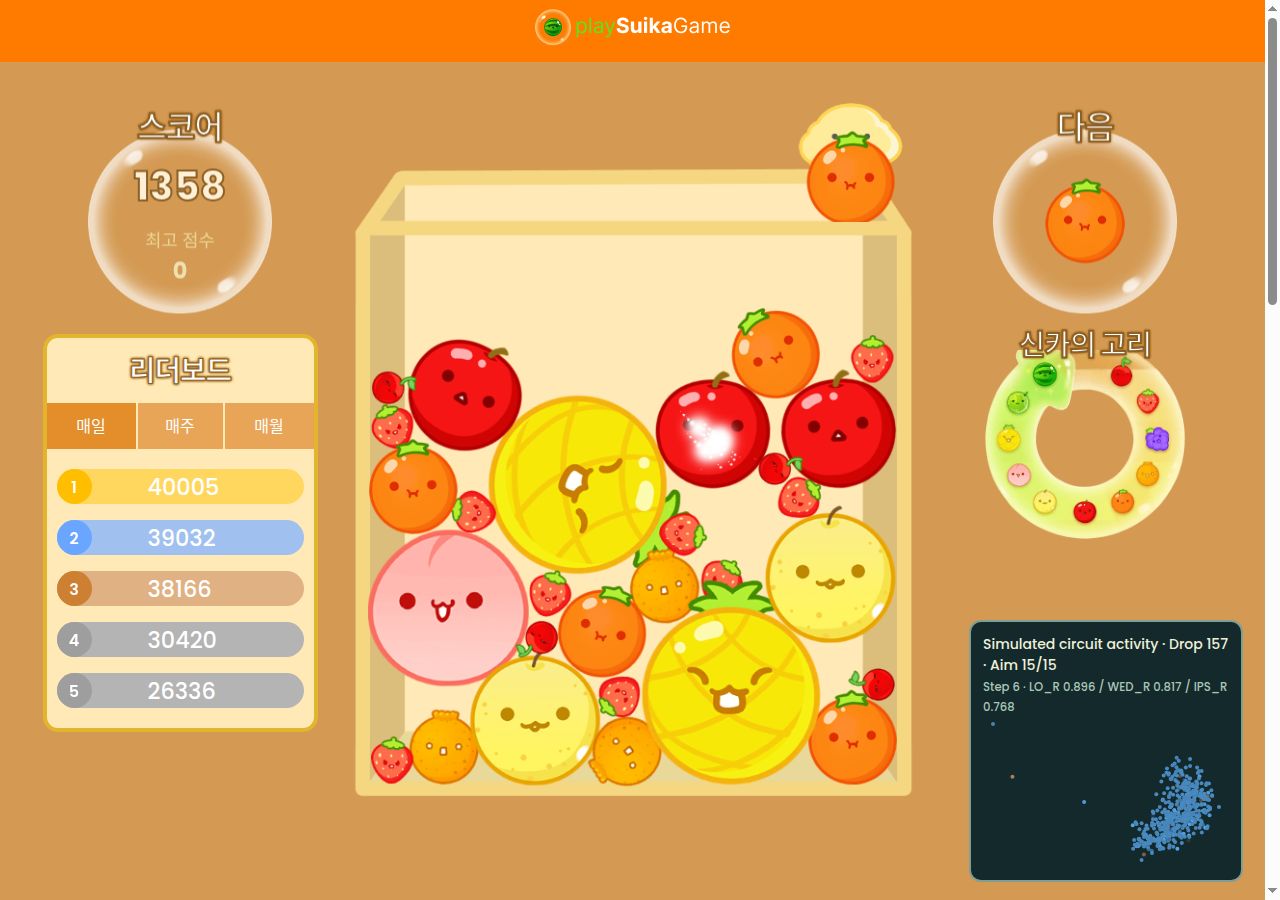 playSuikaGame
스코어
1358
최고 점수
0
다음
리더보드
매일
매주
매월
1
40005
2
39032
3
38166
4
30420
5
26336
신카의 고리
Simulated circuit activity · Drop 157
· Aim 15/15
Step 6 · LO_R 0.896 / WED_R 0.817 / IPS_R
0.768